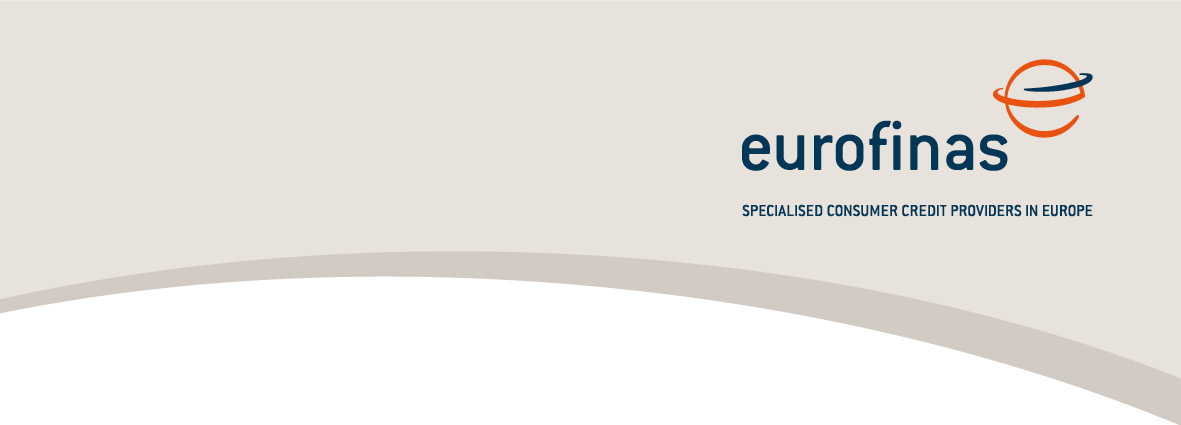 eurofinas
SPECIALISED CONSUMER CREDIT PROVIDERS IN EUROPE